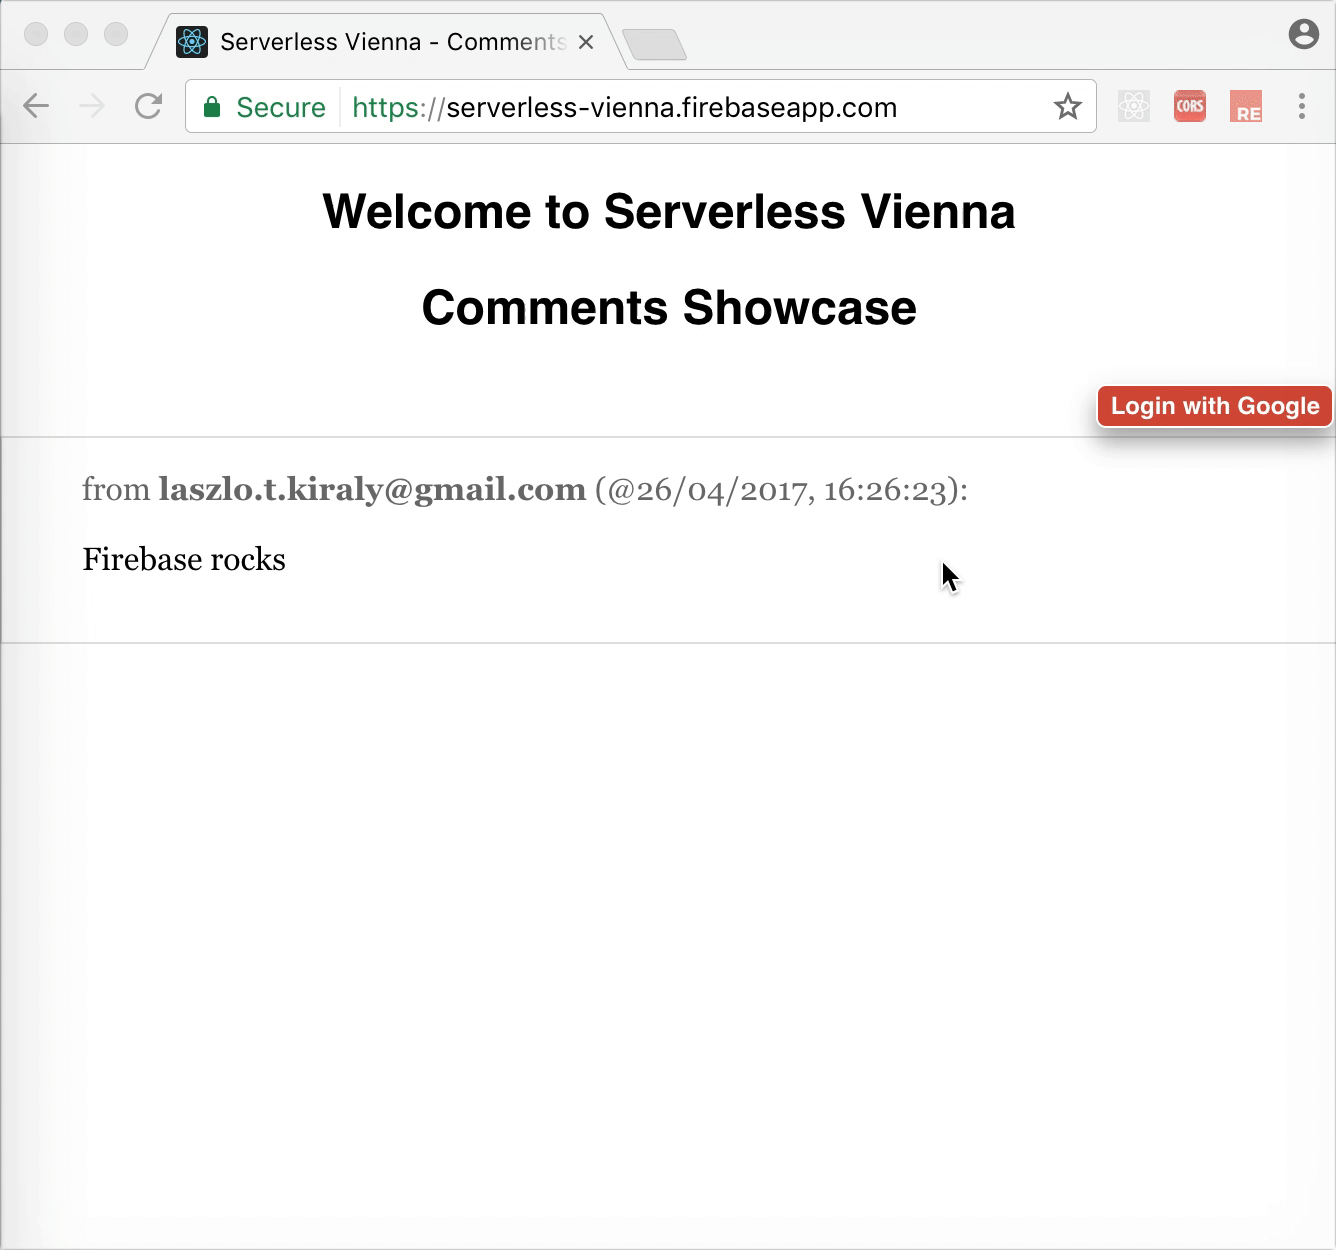 Serverless Vienna - Comments
Secure https://serverless-vienna.firebaseapp.com
CORS
RE
Welcome to Serverless Vienna
Comments Showcase
Login with Google
from laszlo.t.kiraly@gmail.com (@26/04/2017, 16:26:23):
Firebase rocks